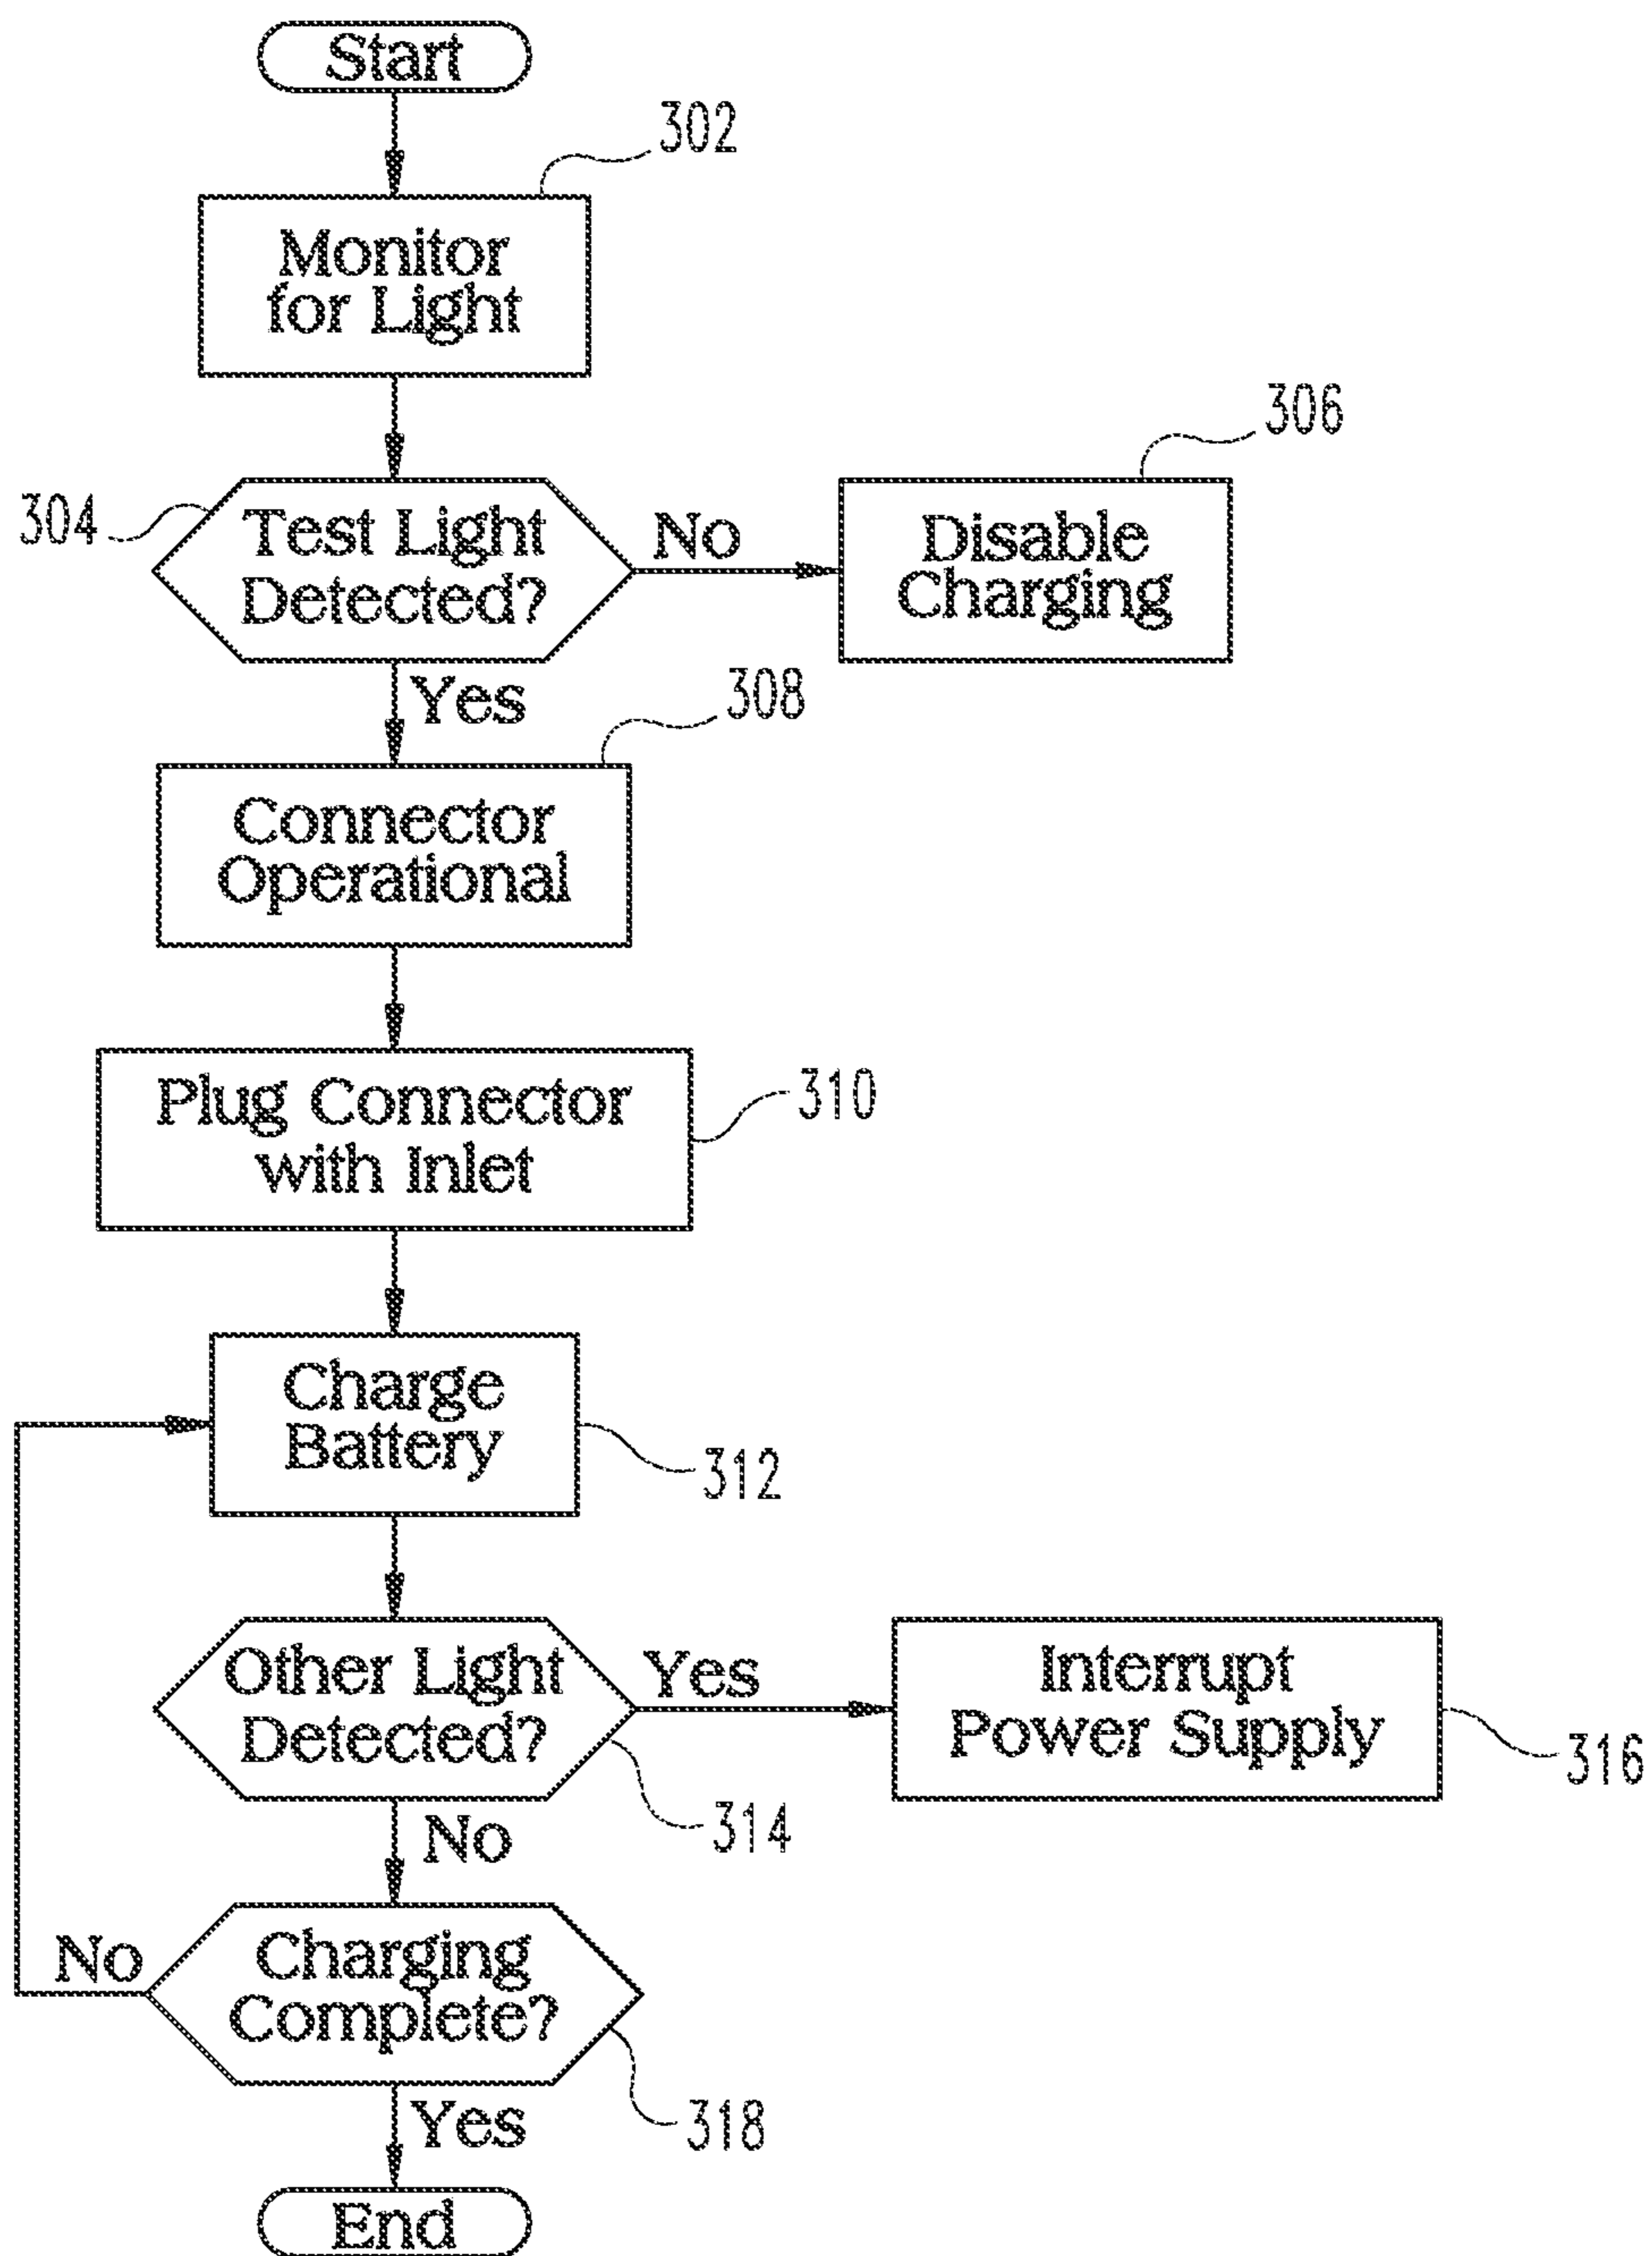 Start
302
Monitor
for Light
304
Test Light
Detected?
No
306
Disable
Charging
Yes
308
Connector
Operational
Plug Connector
with Inlet
310
Charge
Battery
312
Other Light
Detected?
Yes
Interrupt
Power Supply
316
314
No
No
Charging
Complete?
318
Yes
End